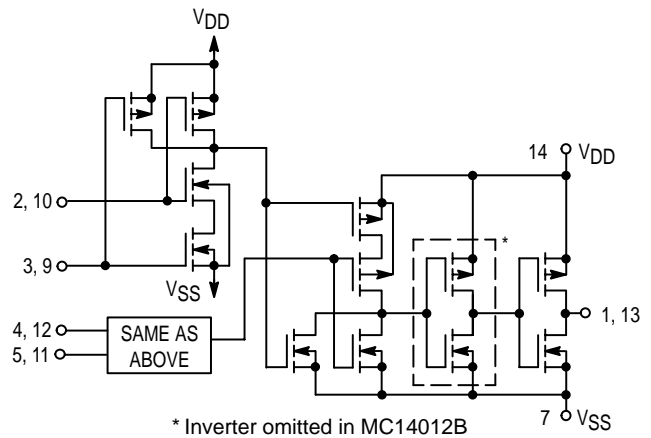 VDD
14 VDD
2, 10
*
3, 9
VSS
1, 13
4, 12
5, 11
SAME AS
ABOVE
7 VSS
* Inverter omitted in MC14012B